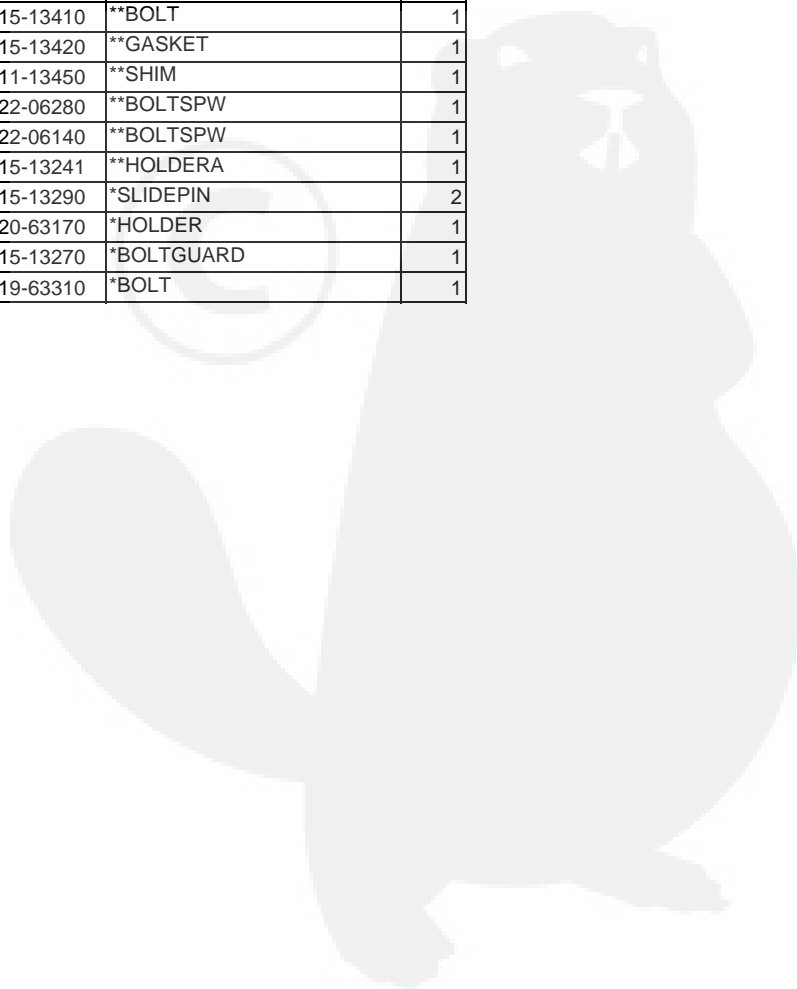 15-13410 **BOLT 1
15-13420 **GASKET 1
11-13450 **SHIM 1
22-06280 **BOLTSPW 1
22-06140 **BOLTSPW 1
15-13241 **HOLDERA 1
15-13290 *SLIDEPIN 2
20-63170 *HOLDER 1
15-13270 *BOLTGUARD 1
19-63310 *BOLT 1
©